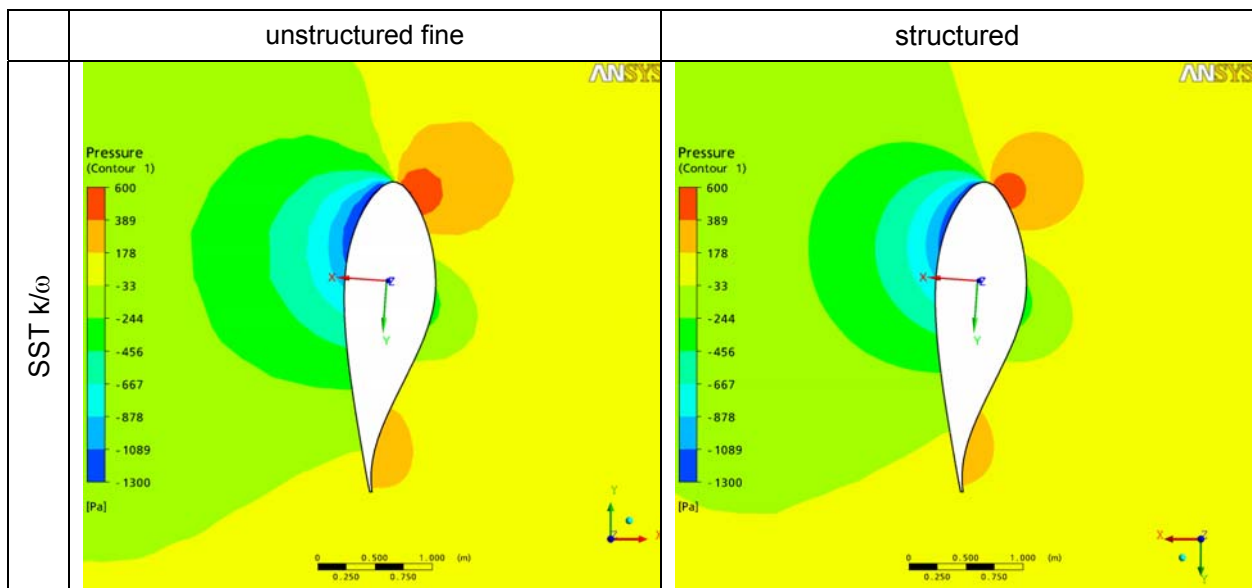 unstructured fine
structured
SST k/ω
ANSYS
Pressure
(Contour 1)
600
389
178
-33
-244
-456
-667
-878
-1089
-1300
[Pa]
X
Z
Y
0 0.500 1.000 (m)
0.250 0.750
Y
Z X
ANSYS
Pressure
(Contour 1)
600
389
178
-33
-244
-456
-667
-878
-1089
-1300
[Pa]
X
Z
Y
0 0.500 1.000 (m)
0.250 0.750
X Z
Y